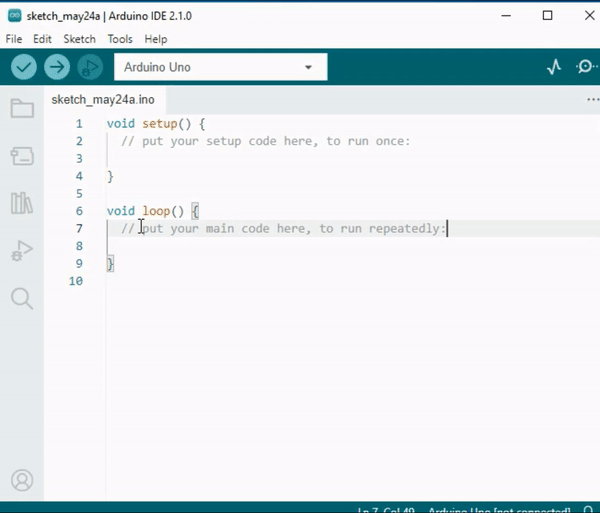 sketch_may24a | Arduino IDE 2.1.0
File Edit Sketch Tools Help
Arduino Uno
sketch_may24a.ino
1 void setup() {
2 // put your setup code here, to run once:
3
4 }
5
6 void loop() {
7 // put your main code here, to run repeatedly:
8
9 }
10
Ln 7, Col 49 Arduino Uno [not connected]